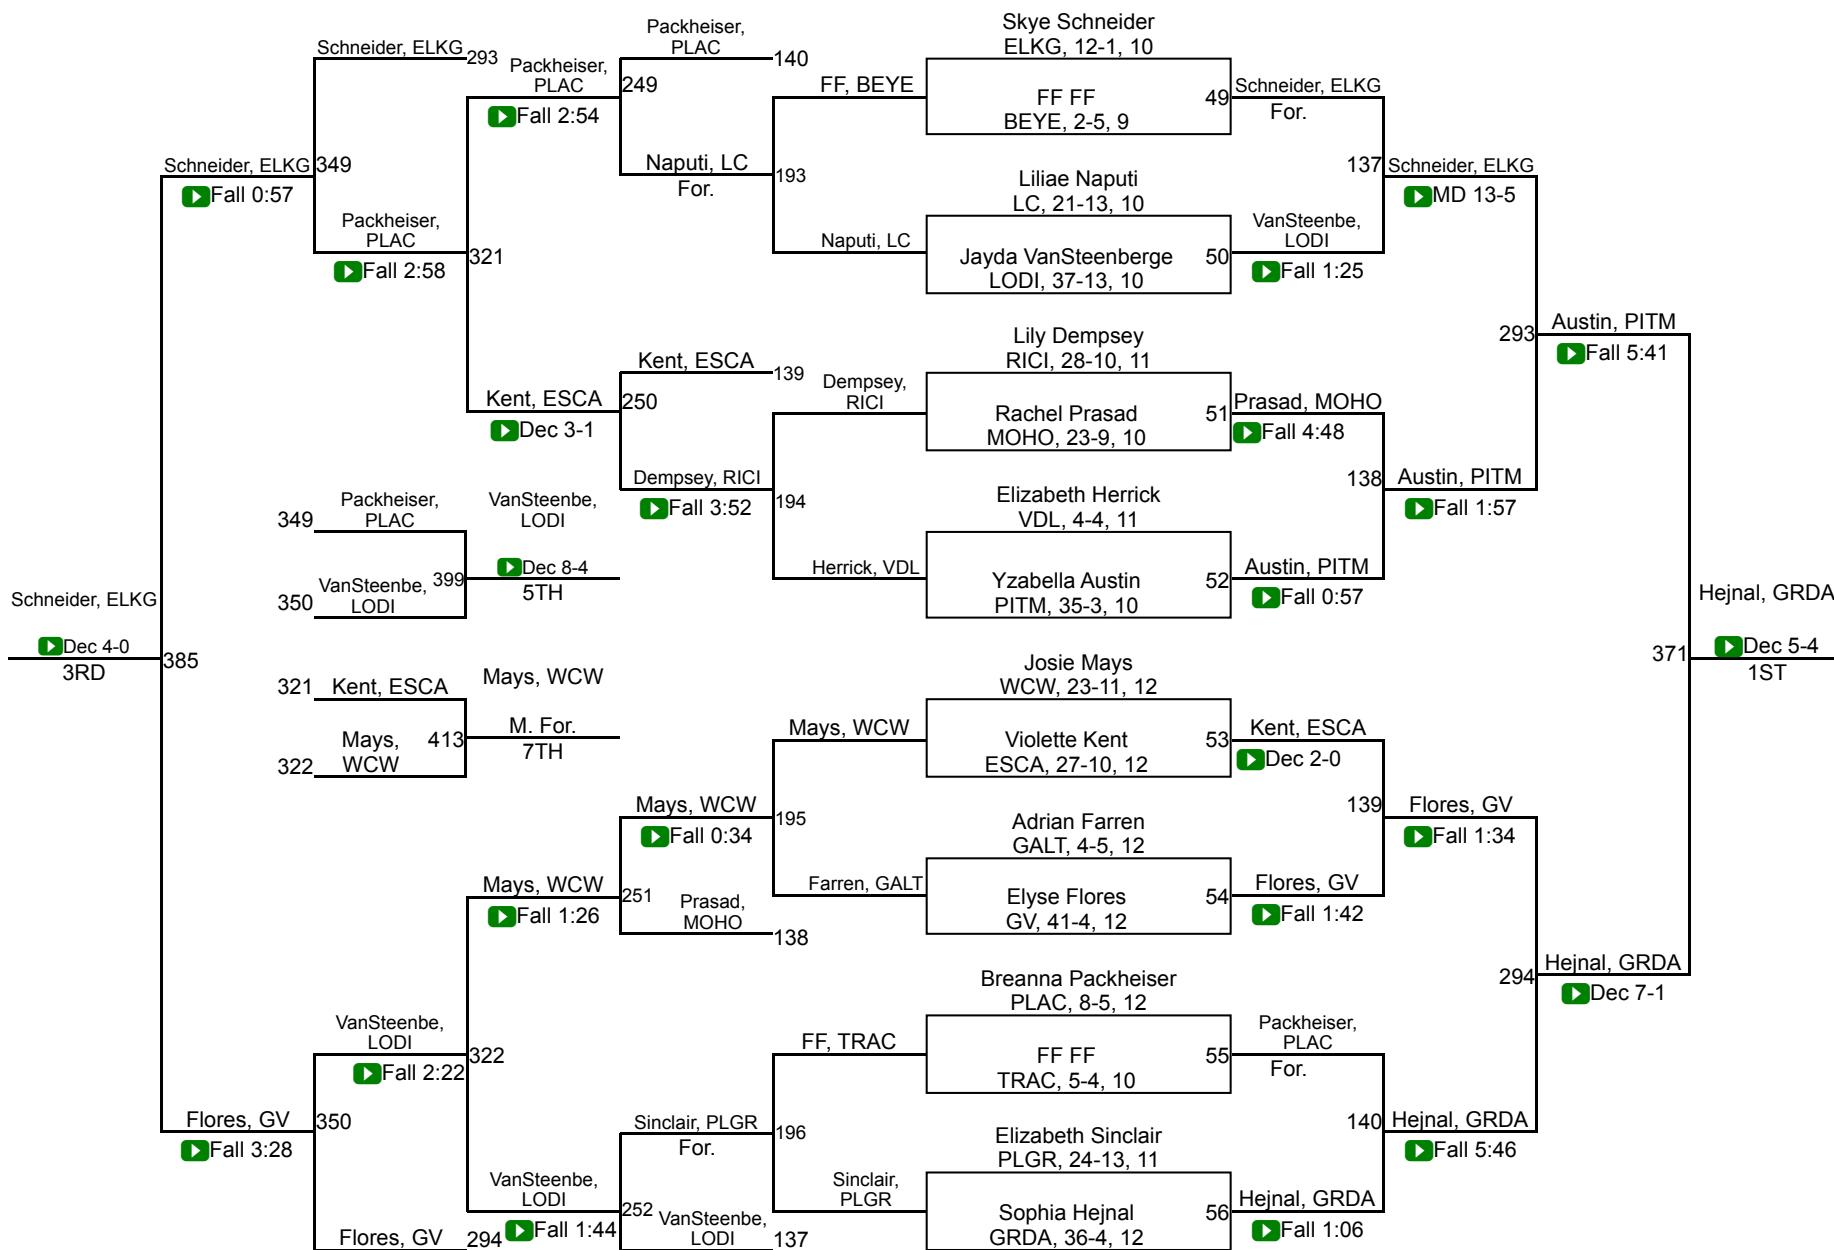 Schneider, ELKG
293
Schneider, ELKG
349
Fall 0:57
Packheiser,
PLAC
Fall 2:58
321
Packheiser,
PLAC
249
Fall 2:54
Packheiser,
PLAC
140
Naputi, LC
For.
193
Kent, ESCA
250
Dec 3-1
Kent, ESCA
139
Dempsey, RICI
Fall 3:52
194
FF, BEYE
Naputi, LC
Dempsey,
RICI
Herrick, VDL
349
Packheiser,
PLAC
350
VanSteenbe,
LODI
399
VanSteenbe,
LODI
Dec 8-4
5TH
Schneider, ELKG
Dec 4-0
3RD
385
321
Kent, ESCA
322
Mays,
WCW
413
Mays, WCW
M. For.
7TH
Mays, WCW
Fall 0:34
195
Mays, WCW
251
Fall 1:26
Prasad,
MOHO
138
Mays, WCW
Farren, GALT
VanSteenbe,
LODI
322
Fall 2:22
Flores, GV
350
Fall 3:28
Flores, GV
294
VanSteenbe,
LODI
252
Fall 1:44
Sinclair, PLGR
For.
196
VanSteenbe,
LODI
137
FF, TRAC
Sinclair,
PLGR
Skye Schneider
ELKG, 12-1, 10
FF FF
BEYE, 2-5, 9
49
Schneider, ELKG
For.
Liliae Naputi
LC, 21-13, 10
Jayda VanSteenberge
LODI, 37-13, 10
50
VanSteenbe,
LODI
Fall 1:25
137
Schneider, ELKG
MD 13-5
Lily Dempsey
RICI, 28-10, 11
Rachel Prasad
MOHO, 23-9, 10
51
Prasad, MOHO
Fall 4:48
Elizabeth Herrick
VDL, 4-4, 11
Yzabella Austin
PITM, 35-3, 10
52
Austin, PITM
Fall 0:57
138
Austin, PITM
Fall 1:57
293
Austin, PITM
Fall 5:41
Josie Mays
WCW, 23-11, 12
Violette Kent
ESCA, 27-10, 12
53
Kent, ESCA
Dec 2-0
Adrian Farren
GALT, 4-5, 12
Elyse Flores
GV, 41-4, 12
54
Flores, GV
Fall 1:42
139
Flores, GV
Fall 1:34
Breanna Packheiser
PLAC, 8-5, 12
FF FF
TRAC, 5-4, 10
55
Packheiser,
PLAC
For.
Elizabeth Sinclair
PLGR, 24-13, 11
Sophia Hejnal
GRDA, 36-4, 12
56
Hejnal, GRDA
Fall 1:06
140
Hejnal, GRDA
Fall 5:46
294
Hejnal, GRDA
Dec 7-1
371
Hejnal, GRDA
Dec 5-4
1ST